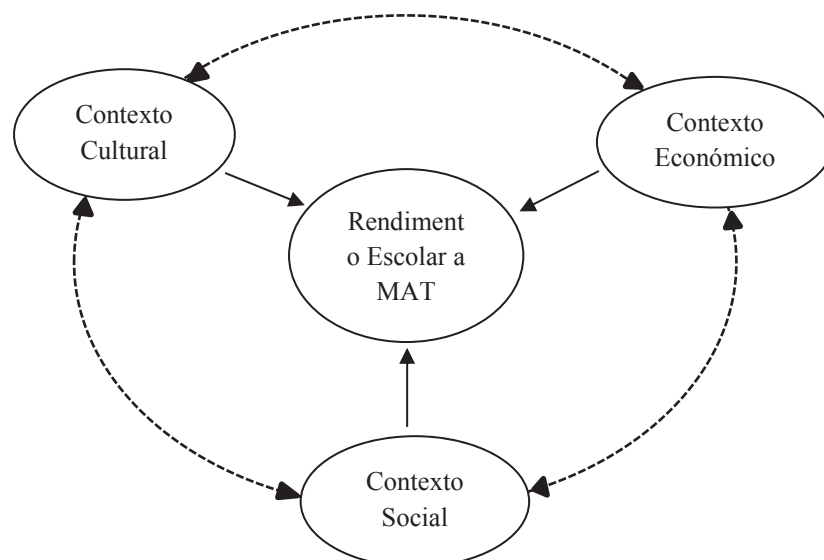 Contexto
Cultural
Contexto
Económico
Rendiment
o Escolar a
MAT
Contexto
Social